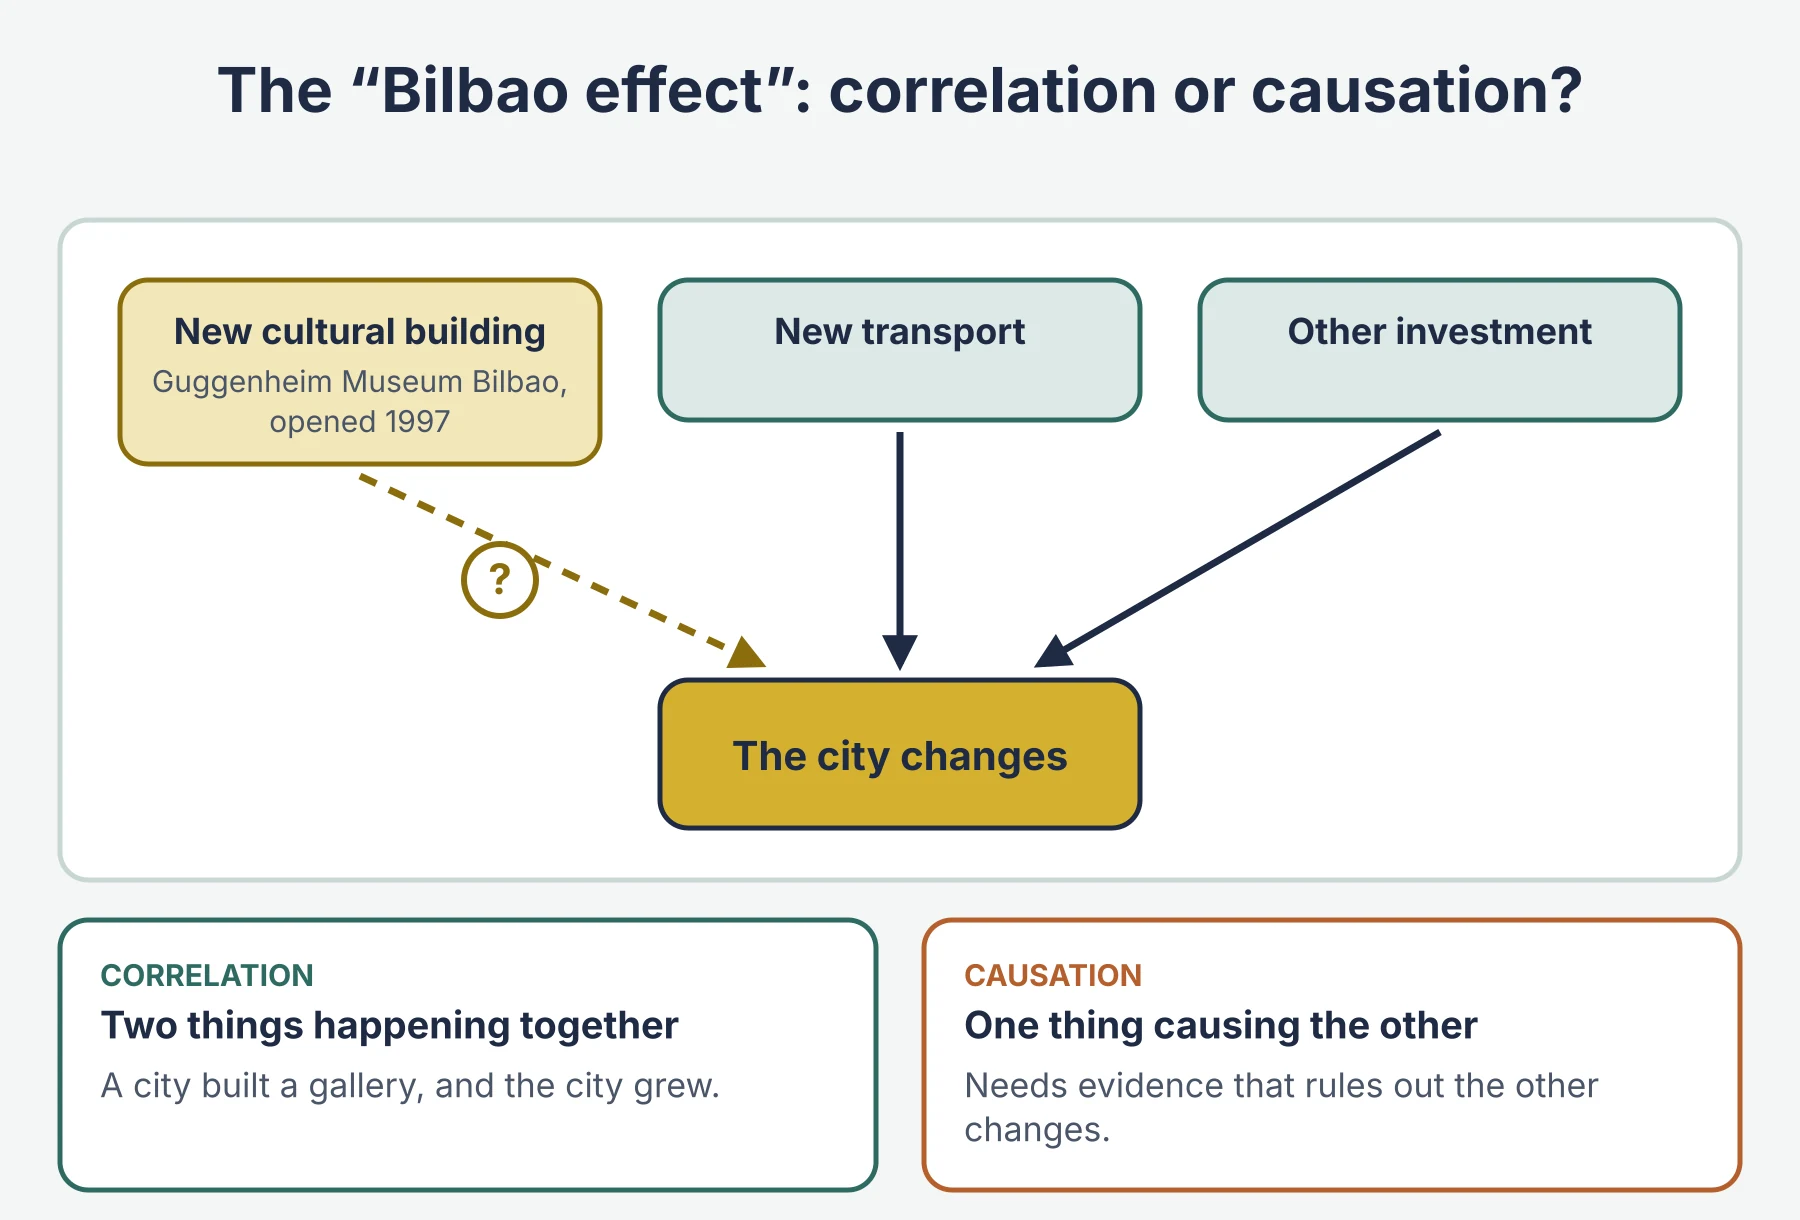 The “Bilbao effect”: correlation or causation?
New cultural building
Guggenheim Museum Bilbao,
opened 1997
New transport
Other investment
?
The city changes
CORRELATION
Two things happening together
A city built a gallery, and the city grew.
CAUSATION
One thing causing the other
Needs evidence that rules out the other
changes.